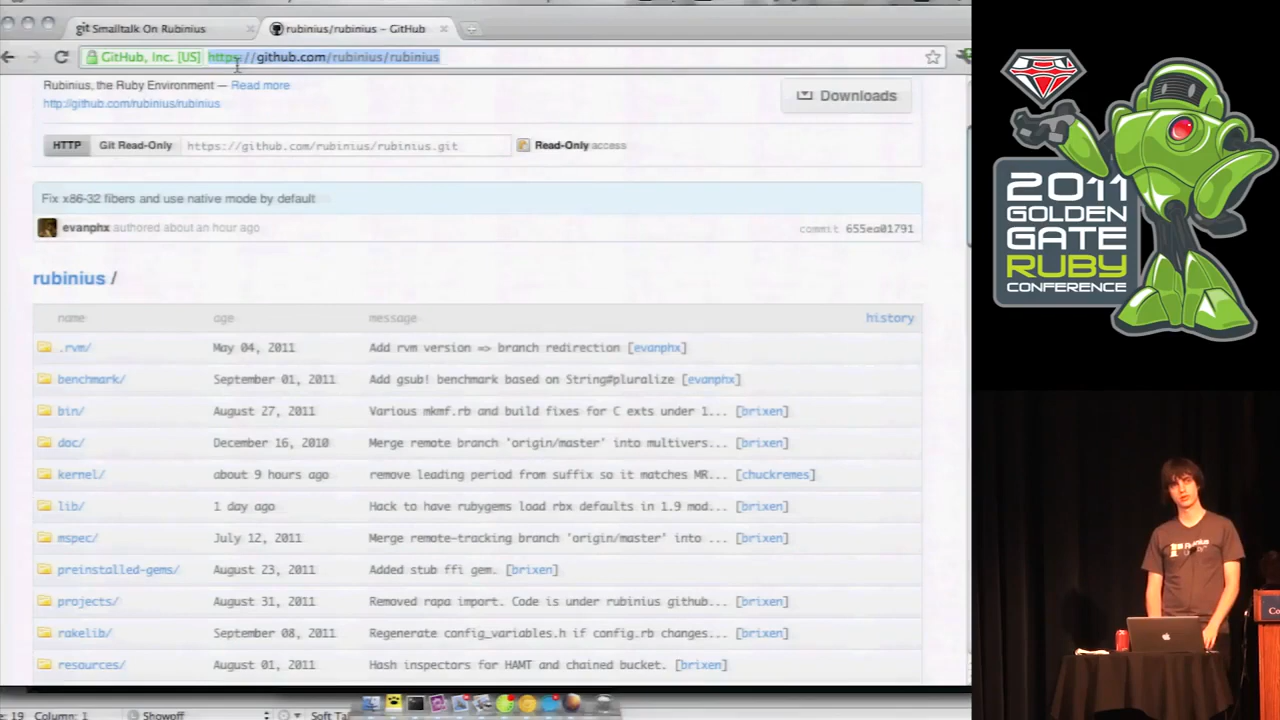 git Smalltalk On Rubinius
rubinius/rubinius – GitHub
GitHub, Inc. [US] https://github.com/rubinius/rubinius
Rubinius, the Ruby Environment — Read more
http://github.com/rubinius/rubinius
Downloads
HTTP Git Read-Only https://github.com/rubinius/rubinius.git Read-Only access
Fix x86-32 fibers and use native mode by default
evanphx authored about an hour ago commit 655ea01791
rubinius /
name age message history
.rvm/ May 04, 2011 Add rvm version => branch redirection [evanphx]
benchmark/ September 01, 2011 Add gsub! benchmark based on String#pluralize [evanphx]
bin/ August 27, 2011 Various mkmf.rb and build fixes for C exts under 1... [brixen]
doc/ December 16, 2010 Merge remote branch 'origin/master' into multivers... [brixen]
kernel/ about 9 hours ago remove leading period from suffix so it matches MR... [chuckremes]
lib/ 1 day ago Hack to have rubygems load rbx defaults in 1.9 mod... [brixen]
mspec/ July 12, 2011 Merge remote-tracking branch 'origin/master' into ... [brixen]
preinstalled-gems/ August 23, 2011 Added stub ffi gem. [brixen]
projects/ August 31, 2011 Removed rapa import. Code is under rubinius github... [brixen]
rakelib/ September 08, 2011 Regenerate config_variables.h if config.rb changes... [brixen]
resources/ August 01, 2011 Hash inspectors for HAMT and chained bucket. [brixen]
e: 19 Column: 1 Showoff Soft Ta
2011
GOLDEN
GATE
RUBY
CONFERENCE